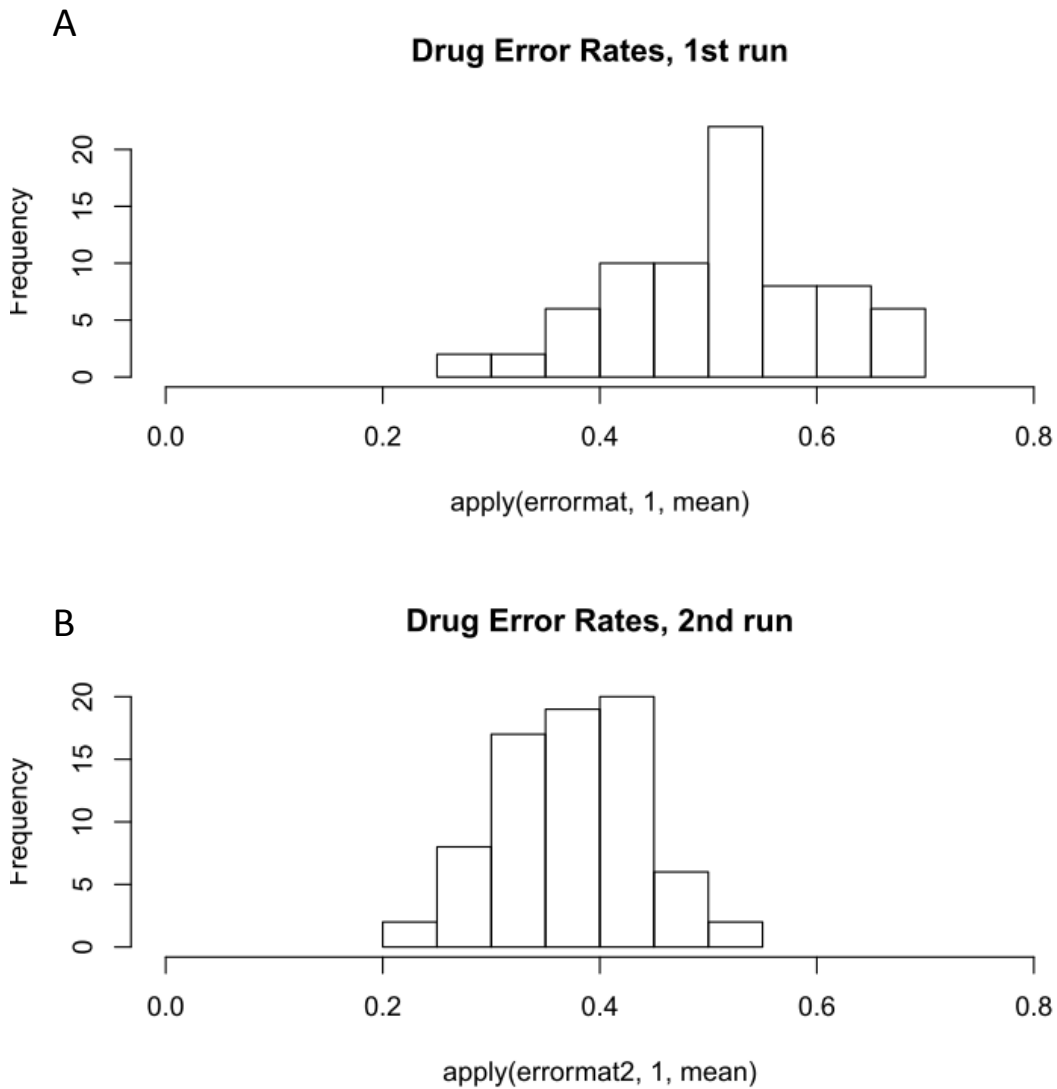 A
Drug Error Rates, 1st run
Frequency
20
15
10
5
0
0.0 0.2 0.4 0.6 0.8
apply(errormat, 1, mean)
B
Drug Error Rates, 2nd run
Frequency
20
15
10
5
0
0.0 0.2 0.4 0.6 0.8
apply(errormat2, 1, mean)